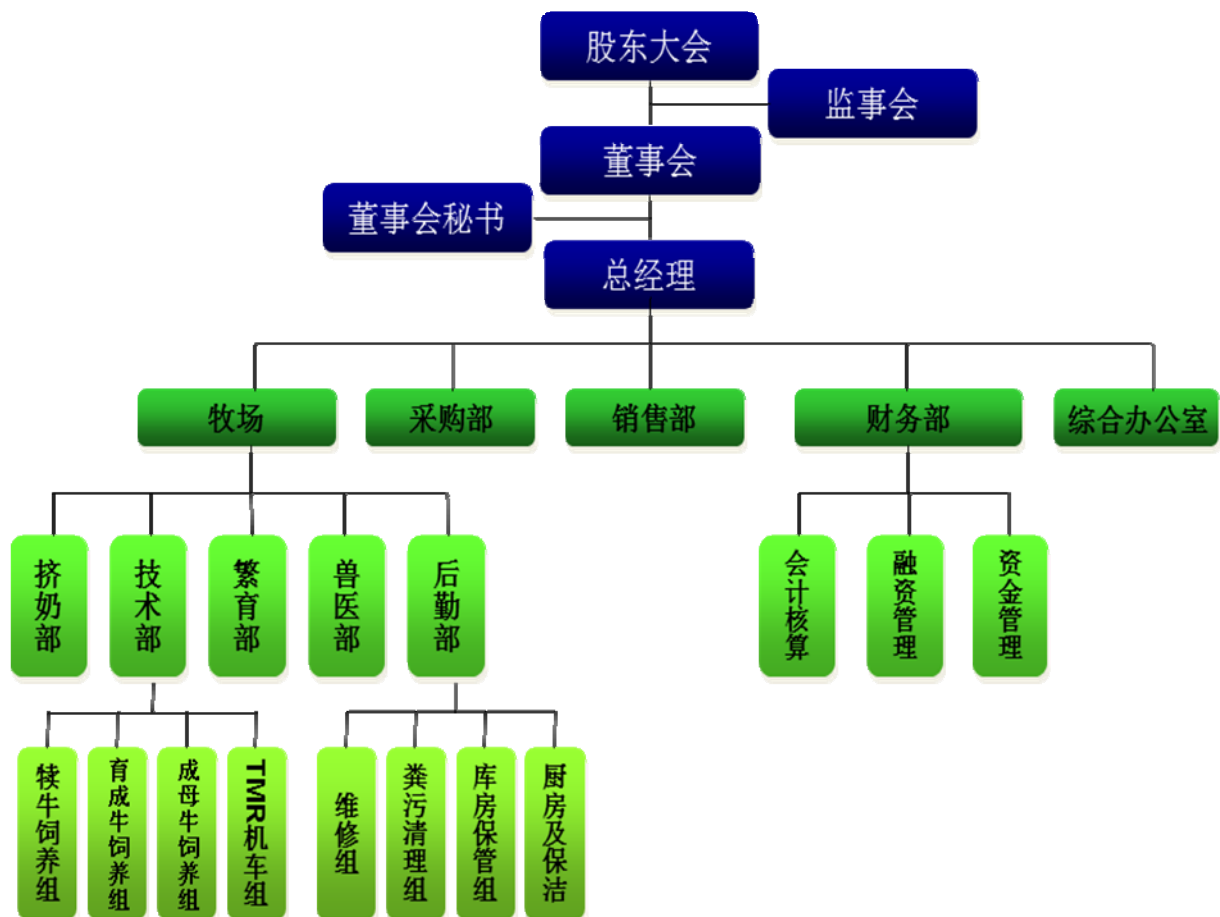 股东大会
监事会
董事会
董事会秘书
总经理
牧场
采购部
销售部
财务部
综合办公室
挤奶部
技术部
繁育部
兽医部
后勤部
会计核算
融资管理
资金管理
犊牛饲养组
育成牛饲养组
成母牛饲养组
TMR机车组
维修组
粪污清理组
库房保管组
厨房及保洁